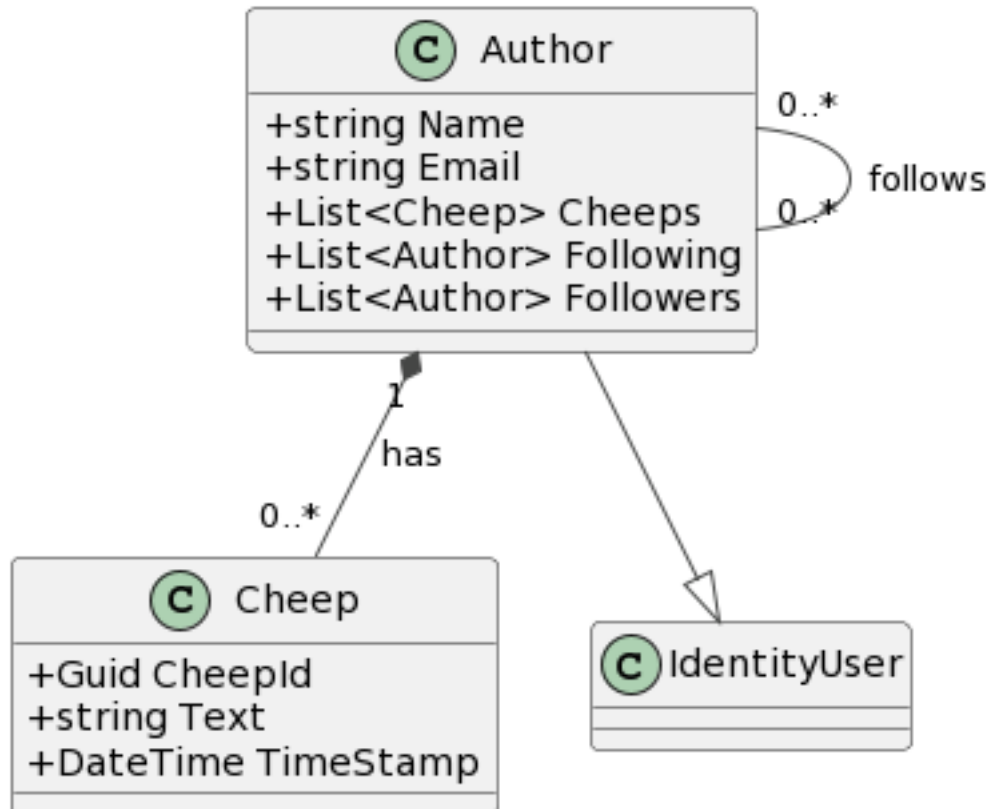 C Author
+string Name
+string Email
+List<Cheep> Cheeps
+List<Author> Following
+List<Author> Followers
0..*
follows
0..*
1
has
0..*
C Cheep
+Guid CheepId
+string Text
+DateTime TimeStamp
C IdentityUser